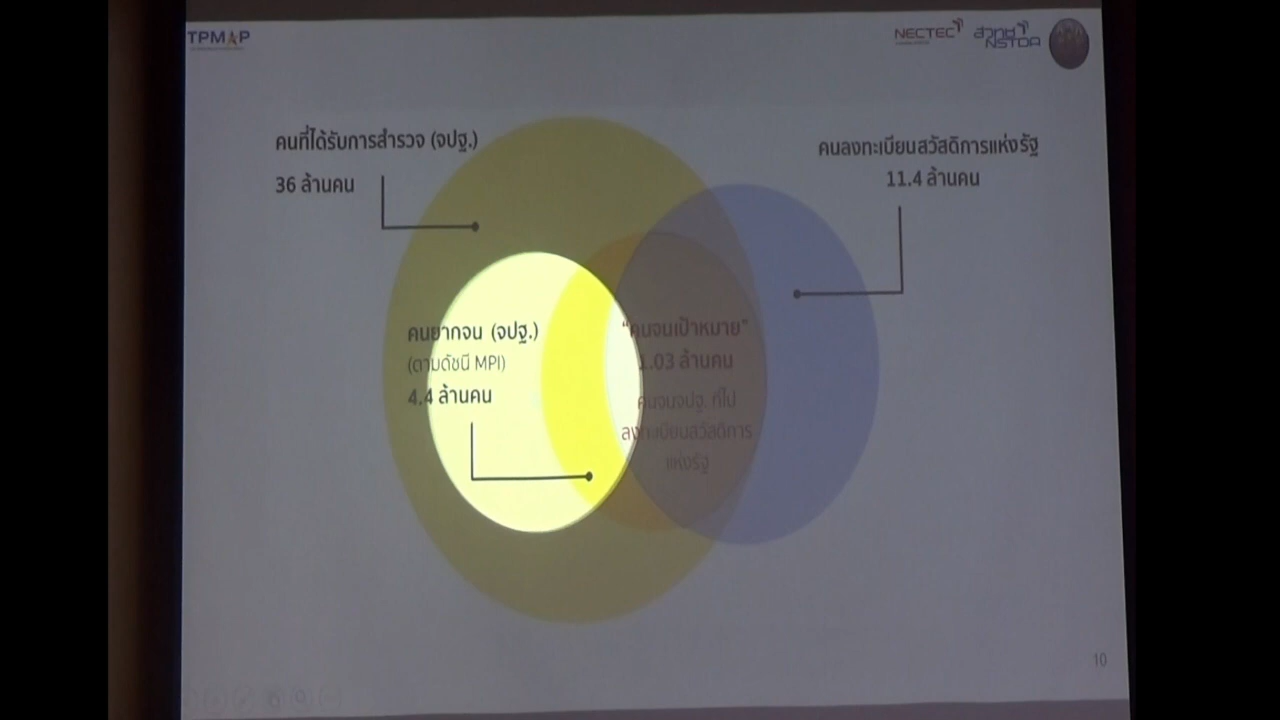 TPMAP
NECTEC
สวทช
NSTDA
คนที่ได้รับการสำรวจ (จปฐ.)
36 ล้านคน
คนลงทะเบียนสวัสดิการแห่งรัฐ
11.4 ล้านคน
คนยากจน (จปฐ.)
(ตามดัชนี MPI)
4.4 ล้านคน
“คนจนเป้าหมาย”
1.03 ล้านคน
คนจนจปฐ. ที่ไป
ลงทะเบียนสวัสดิการ
แห่งรัฐ
10